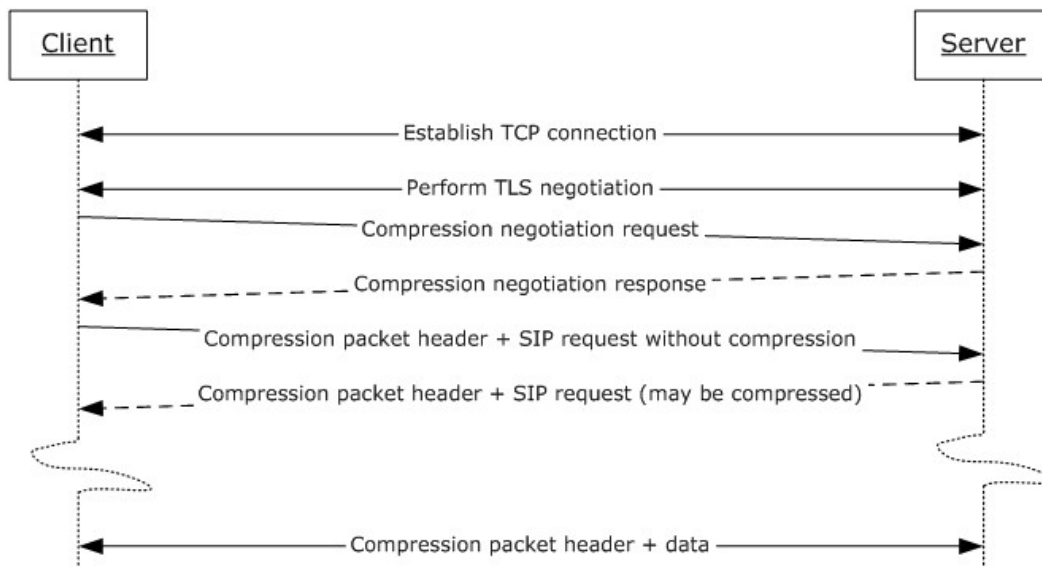 Client
Server
Establish TCP connection
Perform TLS negotiation
Compression negotiation request
Compression negotiation response
Compression packet header + SIP request without compression
Compression packet header + SIP request (may be compressed)
Compression packet header + data